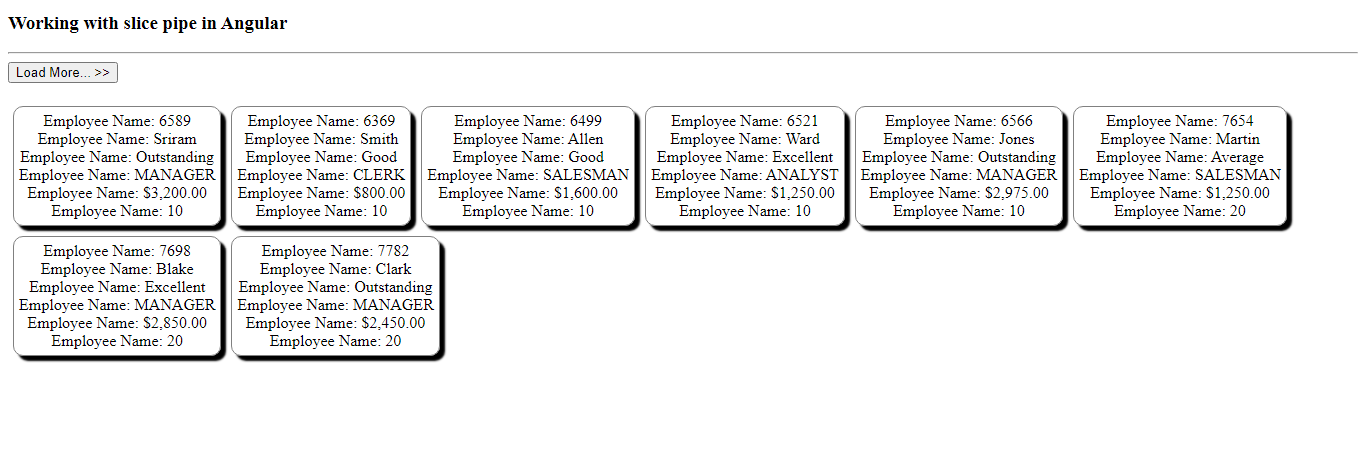 Working with slice pipe in Angular
Load More... >>
Employee Name: 6589
Employee Name: Sriram
Employee Name: Outstanding
Employee Name: MANAGER
Employee Name: $3,200.00
Employee Name: 10
Employee Name: 6369
Employee Name: Smith
Employee Name: Good
Employee Name: CLERK
Employee Name: $800.00
Employee Name: 10
Employee Name: 6499
Employee Name: Allen
Employee Name: Good
Employee Name: SALESMAN
Employee Name: $1,600.00
Employee Name: 10
Employee Name: 6521
Employee Name: Ward
Employee Name: Excellent
Employee Name: ANALYST
Employee Name: $1,250.00
Employee Name: 10
Employee Name: 6566
Employee Name: Jones
Employee Name: Outstanding
Employee Name: MANAGER
Employee Name: $2,975.00
Employee Name: 10
Employee Name: 7654
Employee Name: Martin
Employee Name: Average
Employee Name: SALESMAN
Employee Name: $1,250.00
Employee Name: 20
Employee Name: 7698
Employee Name: Blake
Employee Name: Excellent
Employee Name: MANAGER
Employee Name: $2,850.00
Employee Name: 20
Employee Name: 7782
Employee Name: Clark
Employee Name: Outstanding
Employee Name: MANAGER
Employee Name: $2,450.00
Employee Name: 20